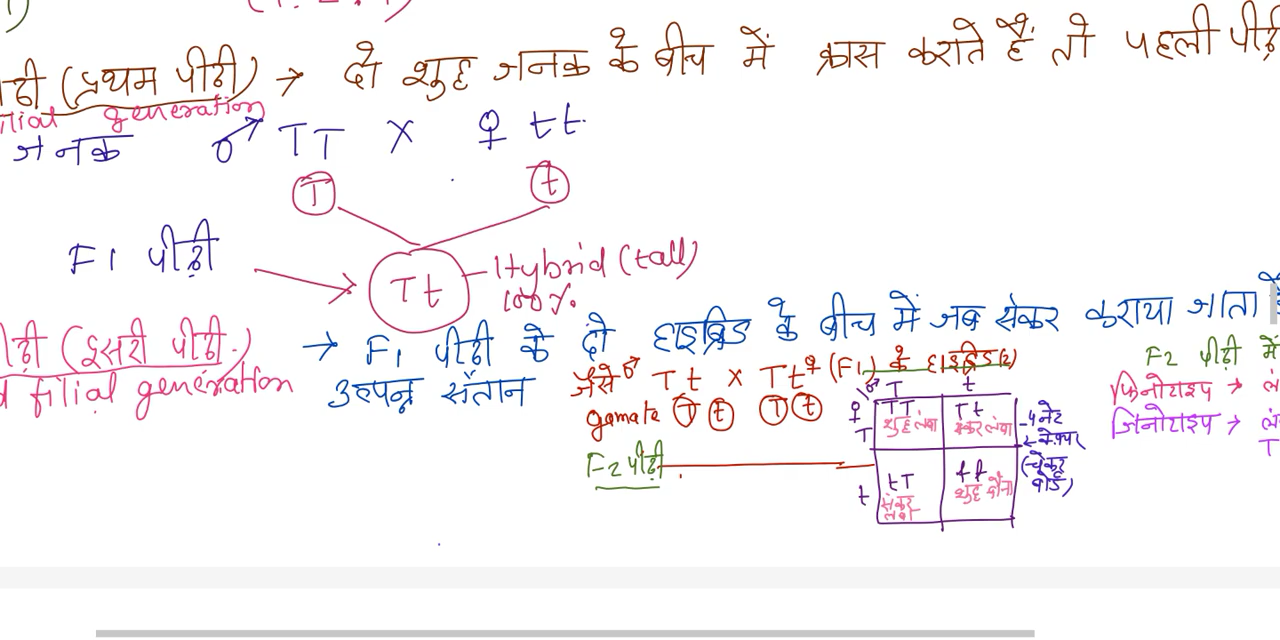 (प्रथम पीढ़ी) → दो शुद्ध जनक के बीच में क्रास कराते हैं तो पहली पीढ़
filial generation
जनक ♂ TT X ♀ tt
T t
F1 पीढ़ी
Tt Hybrid (tall)
100%
(दूसरी पीढ़ी) → F1 पीढ़ी के दो हाइब्रिड के बीच में जब सेकर कराया जाता है
filial generation उत्पन्न संतान जैसे ♂ Tt x Tt ♀ (F1) के हाइब्रिड(2)
gamate T t T t
♂ T t
♀
T TT Tt
शुद्ध लंबा संकर लंबा
t tT tt
संकर लंबा शुद्ध बौना
(चेकर बोर्ड)
F2 पीढ़ी
F2 पीढ़ी में
फिनोटाइप → लं
जिनोटाइप → लं
T